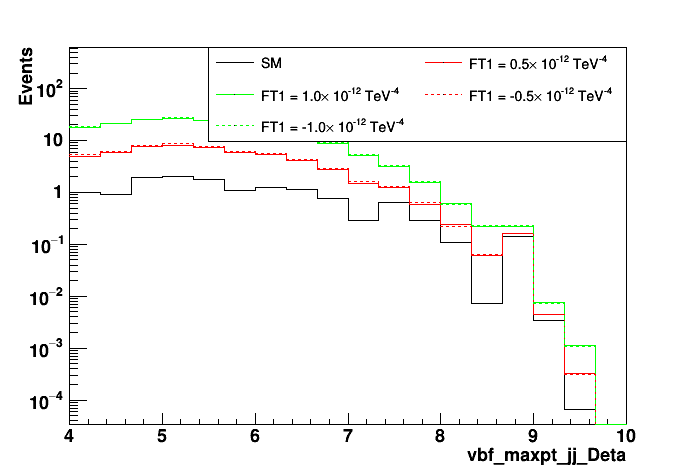 Events
SM
FT1 = 0.5× 10⁻¹² TeV⁻⁴
FT1 = 1.0× 10⁻¹² TeV⁻⁴
FT1 = -0.5× 10⁻¹² TeV⁻⁴
FT1 = -1.0× 10⁻¹² TeV⁻⁴
10²
10
1
10⁻¹
10⁻²
10⁻³
10⁻⁴
4 5 6 7 8 9 10
vbf_maxpt_jj_Deta